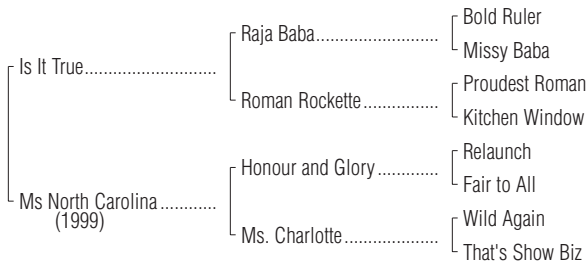 Bold Ruler
Raja Baba
Missy Baba
Is It True
Proudest Roman
Roman Rockette
Kitchen Window
Relaunch
Honour and Glory
Fair to All
Ms North Carolina
(1999)
Wild Again
Ms. Charlotte
That's Show Biz